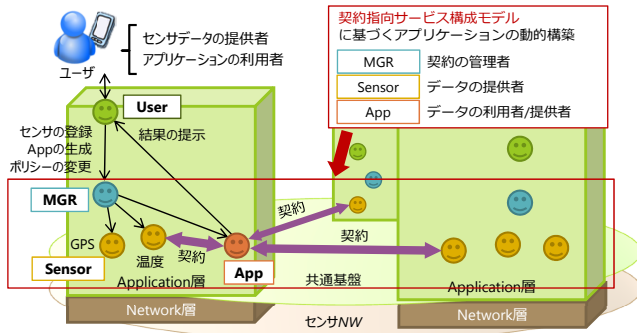 センサデータの提供者
アプリケーションの利用者
ユーザ
契約指向サービス構成モデル
に基づくアプリケーションの動的構築
MGR 契約の管理者
Sensor データの提供者
App データの利用者/提供者
User
センサの登録
Appの生成
ポリシーの変更
結果の提示
MGR
GPS
温度
Sensor
契約
App
契約
契約
Application層
共通基盤
Application層
Network層
センサNW
Network層